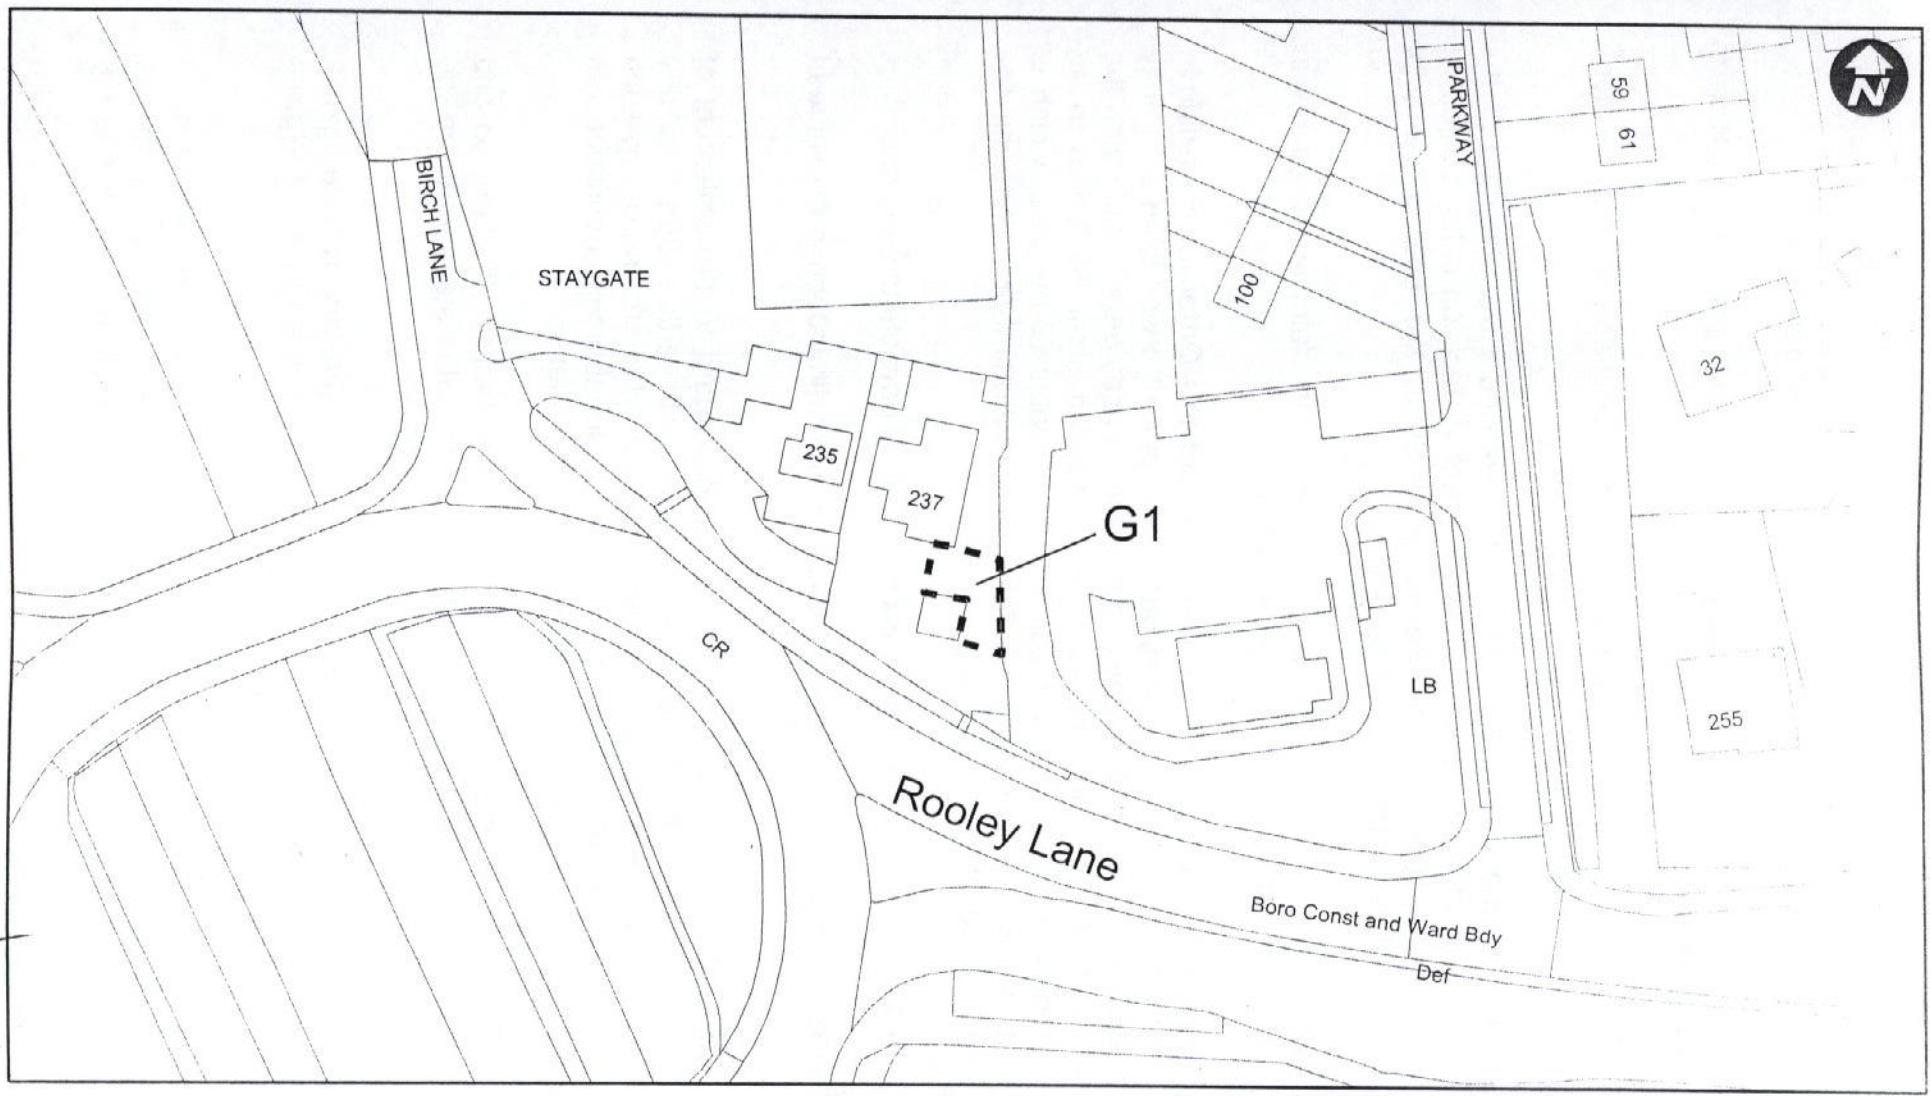 N
PARKWAY
59
61
BIRCH LANE
STAYGATE
100
32
235
237
G1
CR
LB
255
Rooley Lane
Boro Const and Ward Bdy
Def